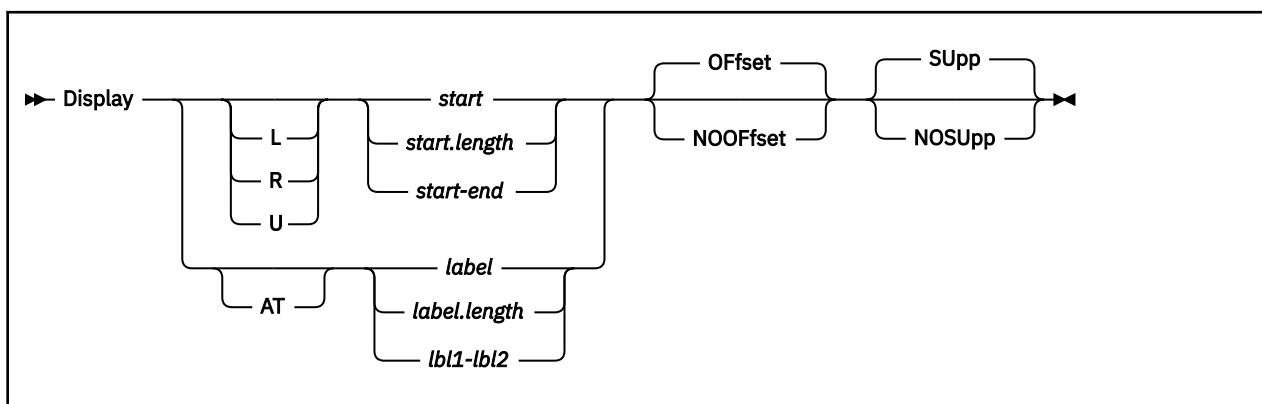 OFfset SUpp
Display start
L start.length NOOFfset NOSUpp
R start-end
U
label
AT label.length
lbl1-lbl2